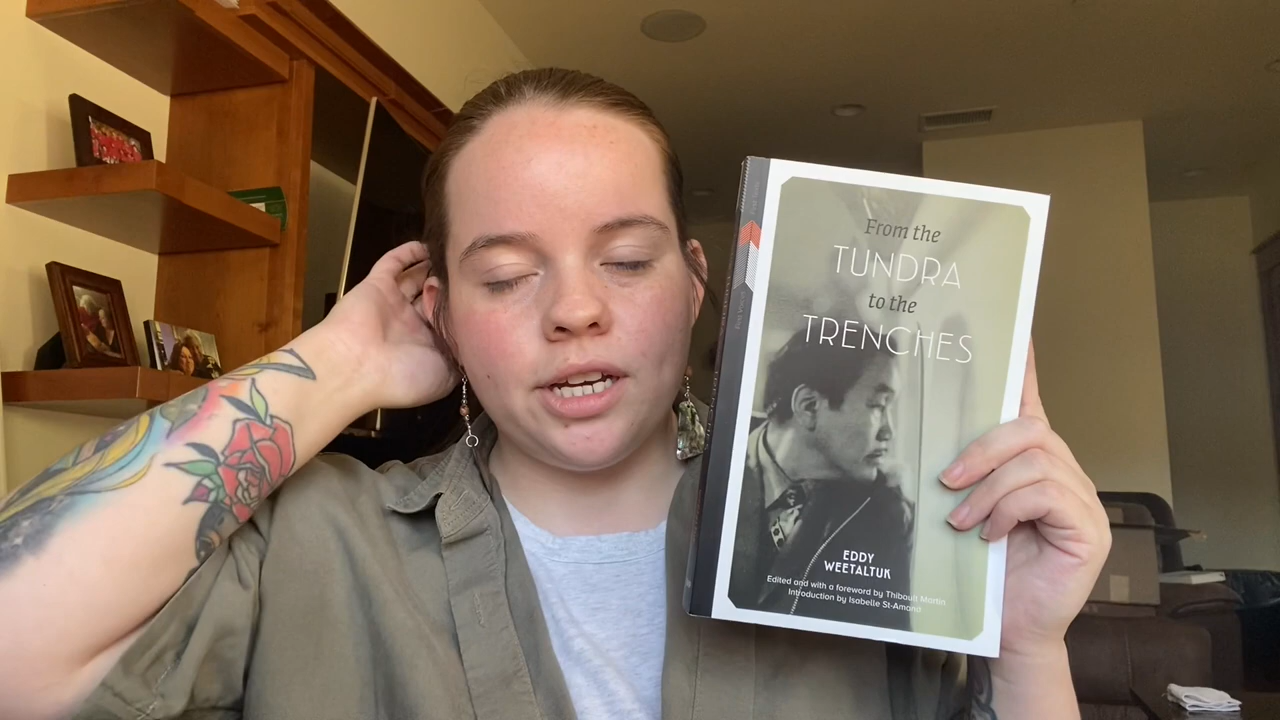 From the
TUNDRA
to the
TRENCHES
EDDY
WEETALTUK
Edited and with a foreword by Thibault Martin
Introduction by Isabelle St-Amand